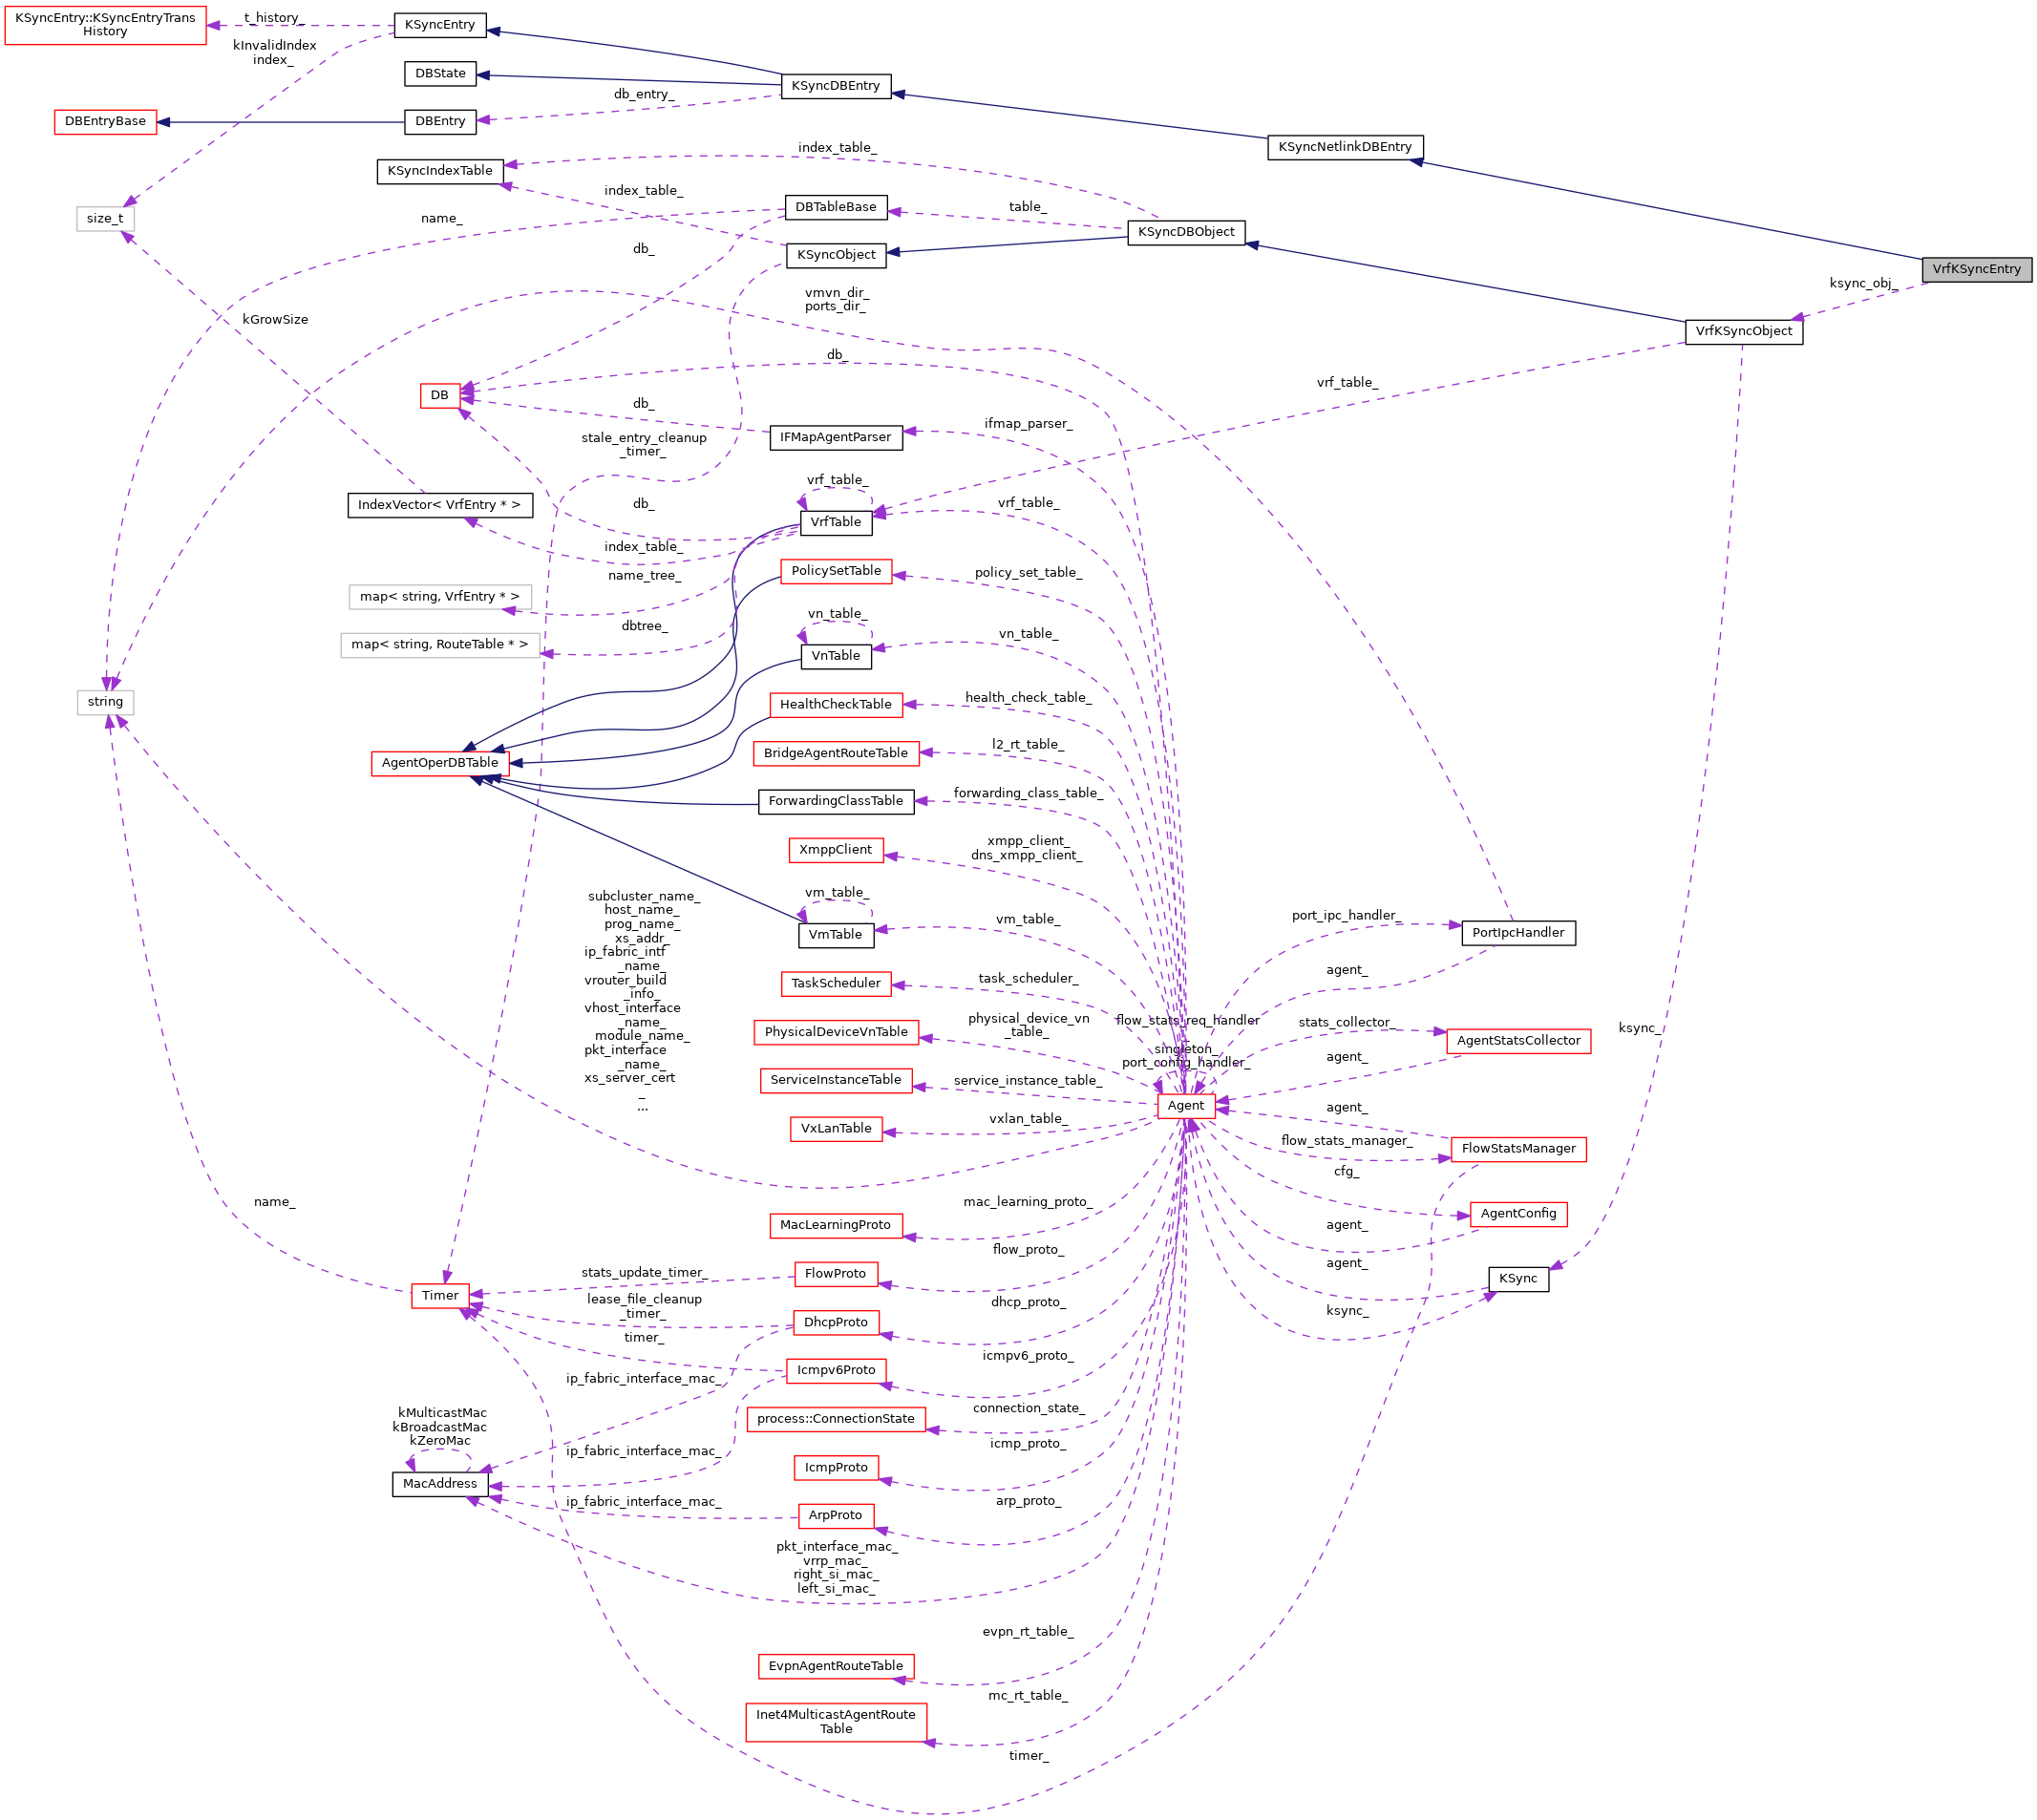 KSyncEntry::KSyncEntryTrans
History
t_history_
KSyncEntry
kInvalidIndex
index_
DBState
KSyncDBEntry
db_entry_
DBEntryBase
DBEntry
KSyncNetlinkDBEntry
index_table_
KSyncIndexTable
index_table_
DBTableBase
table_
size_t
name_
KSyncDBObject
db_
KSyncObject
VrfKSyncEntry
ksync_obj_
vmvn_dir_
ports_dir_
kGrowSize
VrfKSyncObject
db_
vrf_table_
DB
db_
ifmap_parser_
stale_entry_cleanup
_timer_
IFMapAgentParser
vrf_table_
IndexVector< VrfEntry * >
db_
vrf_table_
VrfTable
index_table_
name_tree_
PolicySetTable
policy_set_table_
map< string, VrfEntry * >
vn_table_
dbtree_
vn_table_
map< string, RouteTable * >
VnTable
string
HealthCheckTable
health_check_table_
BridgeAgentRouteTable
l2_rt_table_
AgentOperDBTable
ForwardingClassTable
forwarding_class_table_
XmppClient
xmpp_client_
dns_xmpp_client_
vm_table_
vm_table_
VmTable
port_ipc_handler_
PortIpcHandler
subcluster_name_
host_name_
prog_name_
xs_addr_
ip_fabric_intf
_name_
vrouter_build
_info_
vhost_interface
_name_
module_name_
pkt_interface
_name_
xs_server_cert
_
...
agent_
TaskScheduler
task_scheduler_
PhysicalDeviceVnTable
physical_device_vn
_table_
flow_stats_req_handler
_
singleton_
port_config_handler_
stats_collector_
AgentStatsCollector
ksync_
agent_
ServiceInstanceTable
service_instance_table_
Agent
agent_
VxLanTable
vxlan_table_
flow_stats_manager_
FlowStatsManager
cfg_
name_
mac_learning_proto_
AgentConfig
MacLearningProto
agent_
flow_proto_
agent_
stats_update_timer_
FlowProto
KSync
Timer
lease_file_cleanup
_timer_
dhcp_proto_
ksync_
DhcpProto
timer_
icmpv6_proto_
Icmpv6Proto
ip_fabric_interface_mac_
kMulticastMac
kBroadcastMac
kZeroMac
process::ConnectionState
connection_state_
ip_fabric_interface_mac_
icmp_proto_
IcmpProto
MacAddress
ip_fabric_interface_mac_
arp_proto_
ArpProto
pkt_interface_mac_
vrrp_mac_
right_si_mac_
left_si_mac_
evpn_rt_table_
EvpnAgentRouteTable
mc_rt_table_
Inet4MulticastAgentRoute
Table
timer_